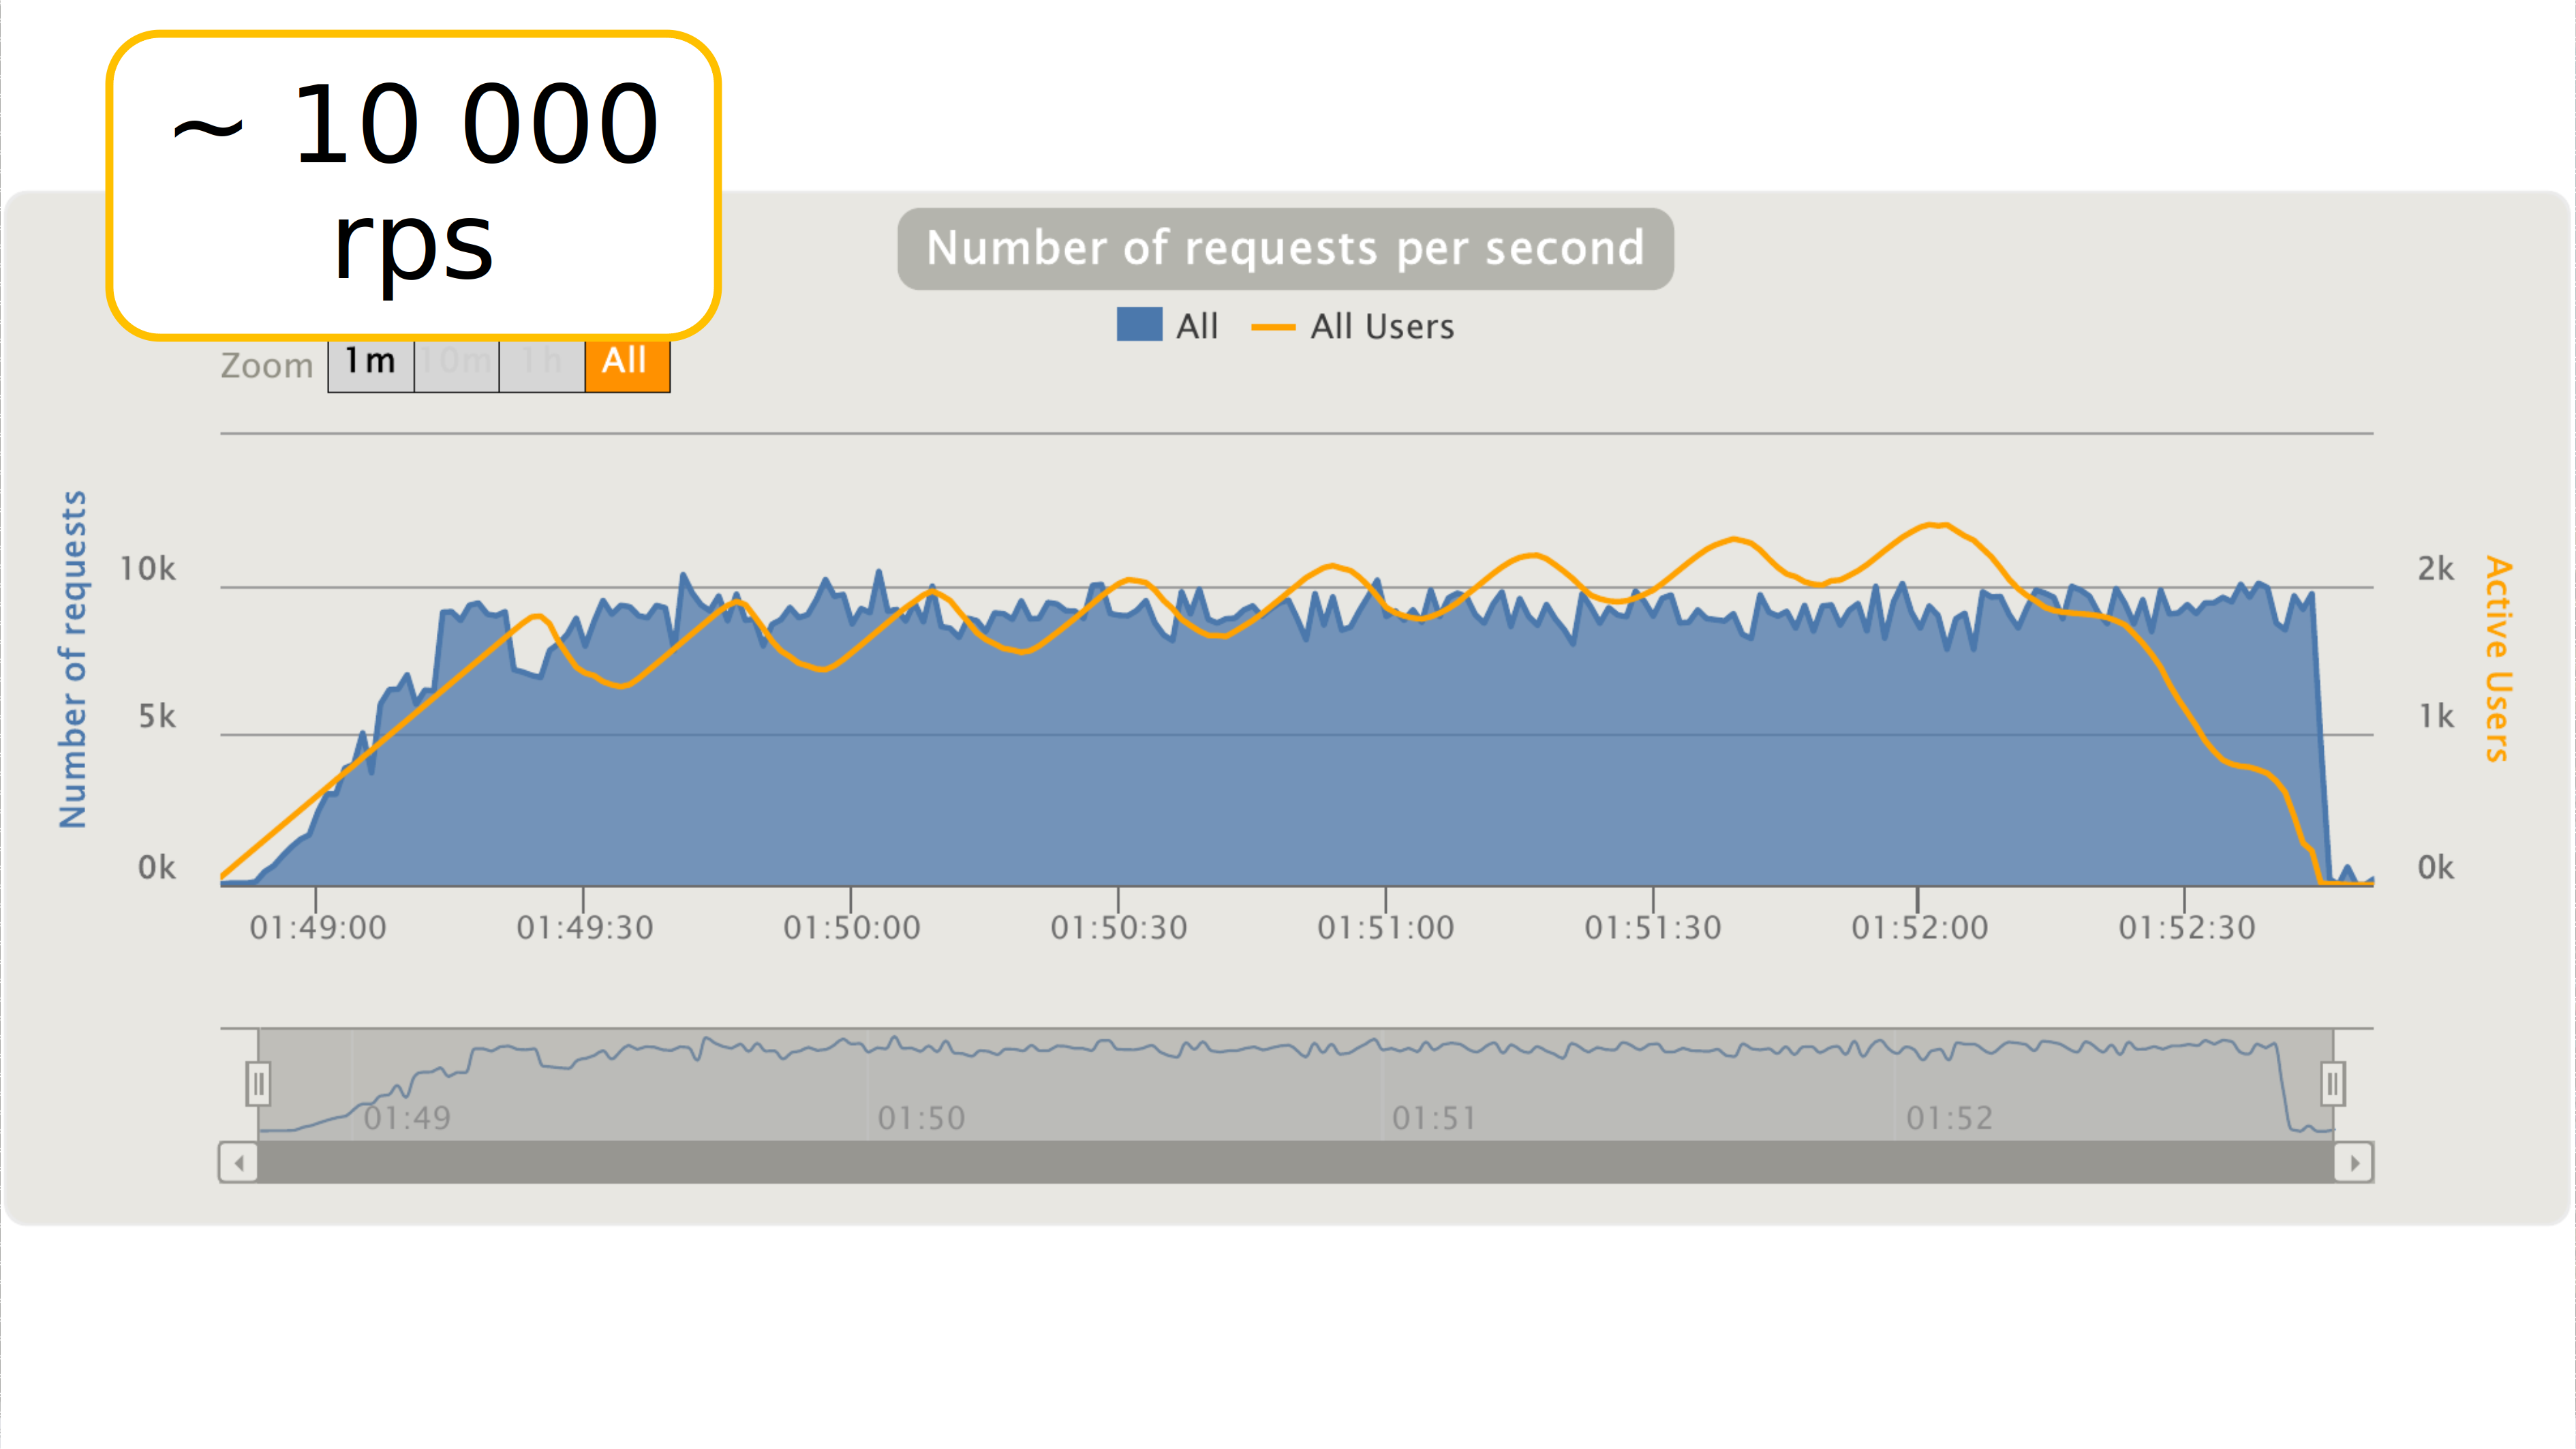 ~ 10 000
rps
Number of requests per second
All
All Users
Zoom
1m
10m
1h
All
Number of requests
10k
5k
0k
2k
1k
0k
Active Users
01:49:00
01:49:30
01:50:00
01:50:30
01:51:00
01:51:30
01:52:00
01:52:30
01:49
01:50
01:51
01:52